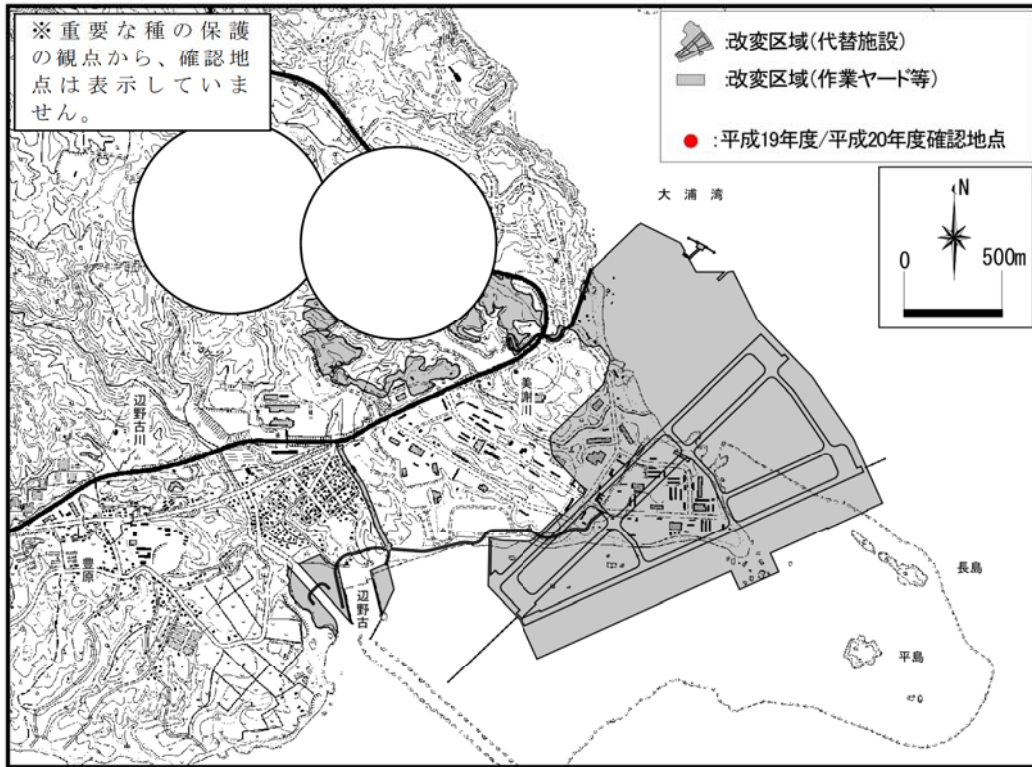 ※重要な種の保護
の観点から、確認地
点は表示していま
せん。
:改変区域(代替施設)
:改変区域(作業ヤード等)
:平成19年度/平成20年度確認地点
大浦湾
N
0 500m
辺野古川
美謝川
豊原
辺野古
長島
平島